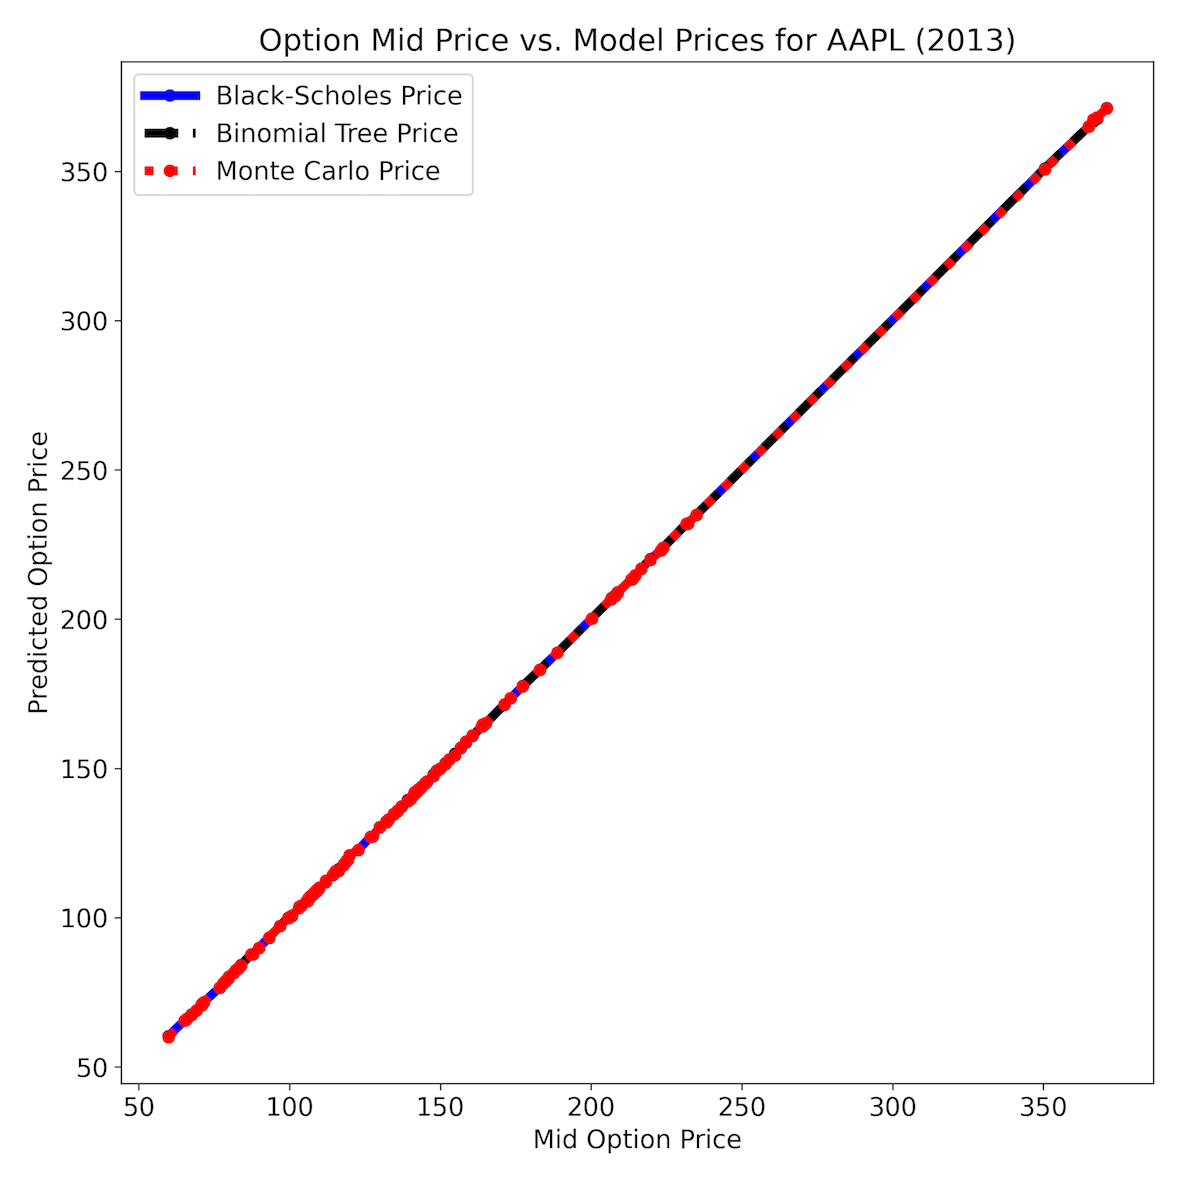 Option Mid Price vs. Model Prices for AAPL (2013)
Black-Scholes Price
Binomial Tree Price
Monte Carlo Price
350
300
250
200
150
100
50
Predicted Option Price
50 100 150 200 250 300 350
Mid Option Price